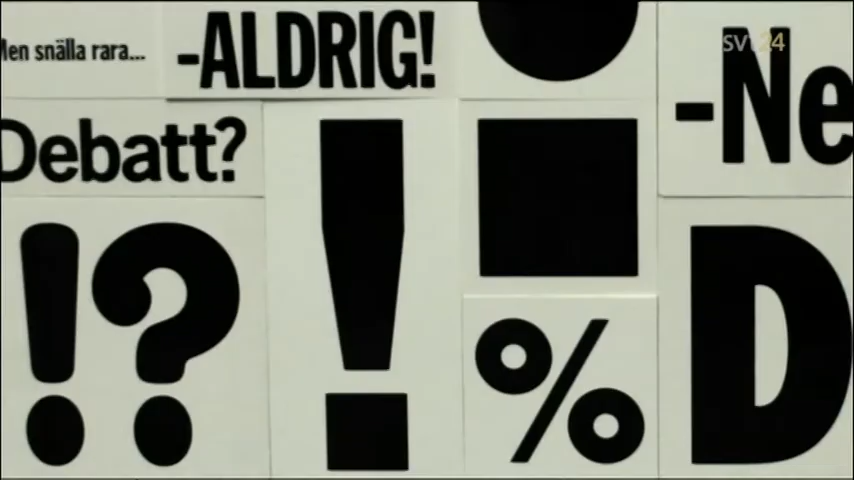 Men snälla rara...
-ALDRIG!
svt24
-Ne
Debatt?
!?
!
%
D